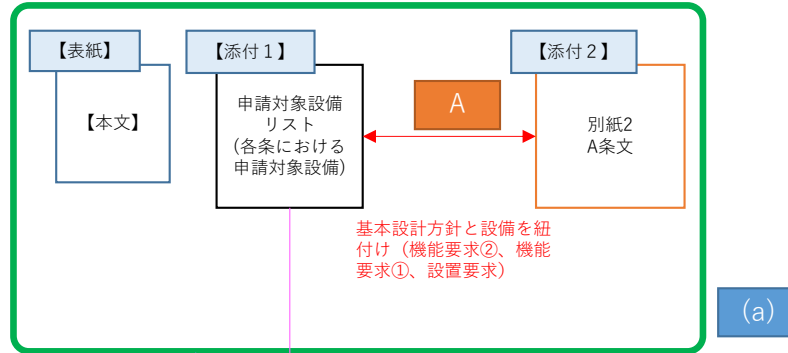 【表紙】
【本文】
【添付１】
申請対象設備
リスト
(各条における
申請対象設備)
A
【添付２】
別紙2
A条文
基本設計方針と設備を紐
付け（機能要求②、機能
要求①、設置要求）
(a)